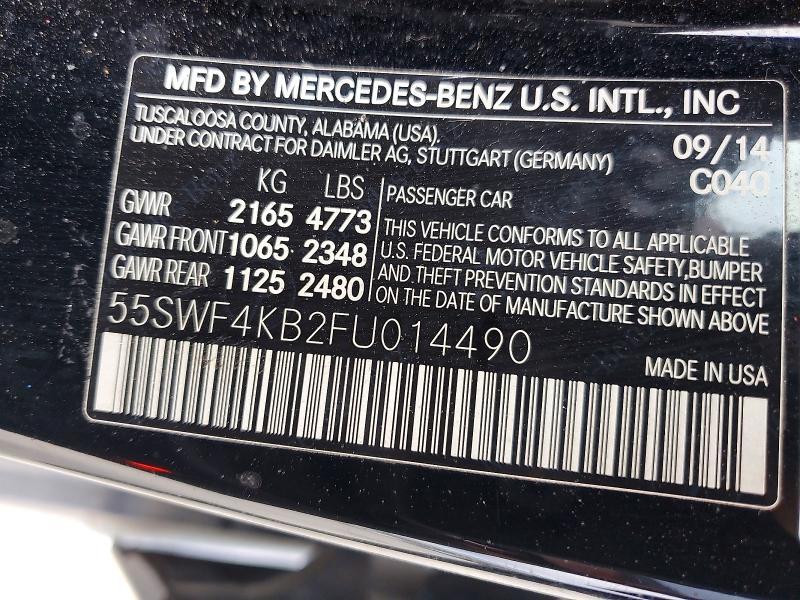 MFD BY MERCEDES-BENZ U.S. INTL., INC
TUSCALOOSA COUNTY, ALABAMA (USA).
UNDER CONTRACT FOR DAIMLER AG, STUTTGART (GERMANY)
09/14
C040
KG LBS
GVWR 2165 4773
GAWR FRONT 1065 2348
GAWR REAR 1125 2480
PASSENGER CAR
THIS VEHICLE CONFORMS TO ALL APPLICABLE
U.S. FEDERAL MOTOR VEHICLE SAFETY, BUMPER
AND. THEFT PREVENTION STANDARDS IN EFFECT
ON THE DATE OF MANUFACTURE SHOWN ABOVE
55SWF4KB2FU014490
MADE IN USA